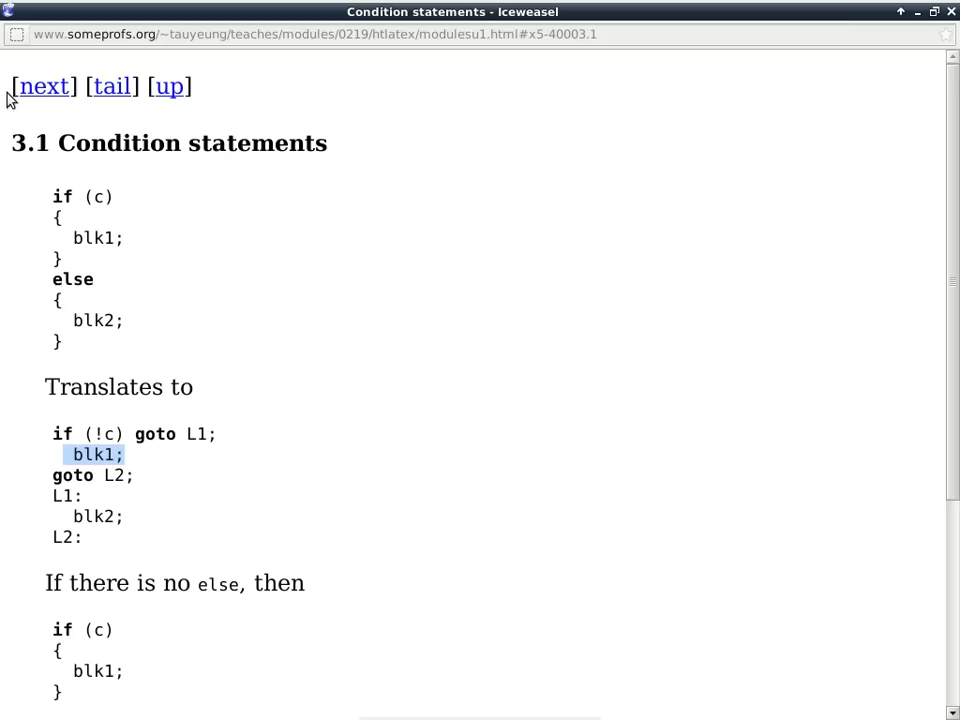 Condition statements - Iceweasel
www.someprofs.org/~tauyeung/teaches/modules/0219/htlatex/modulesu1.html#x5-40003.1
[next] [tail] [up]
3.1 Condition statements
if (c)
{
  blk1;
}
else
{
  blk2;
}
Translates to
if (!c) goto L1;
  blk1;
goto L2;
L1:
  blk2;
L2:
If there is no else, then
if (c)
{
  blk1;
}